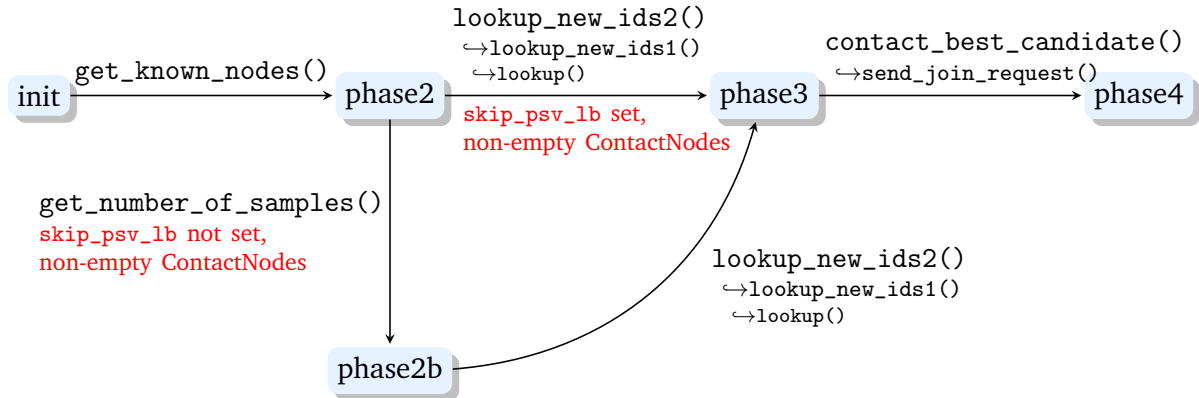 lookup_new_ids2()
↪lookup_new_ids1()
↪lookup()
contact_best_candidate()
↪send_join_request()
get_known_nodes()
init
phase2
phase3
phase4
skip_psv_lb set,
non-empty ContactNodes
get_number_of_samples()
skip_psv_lb not set,
non-empty ContactNodes
lookup_new_ids2()
↪lookup_new_ids1()
↪lookup()
phase2b